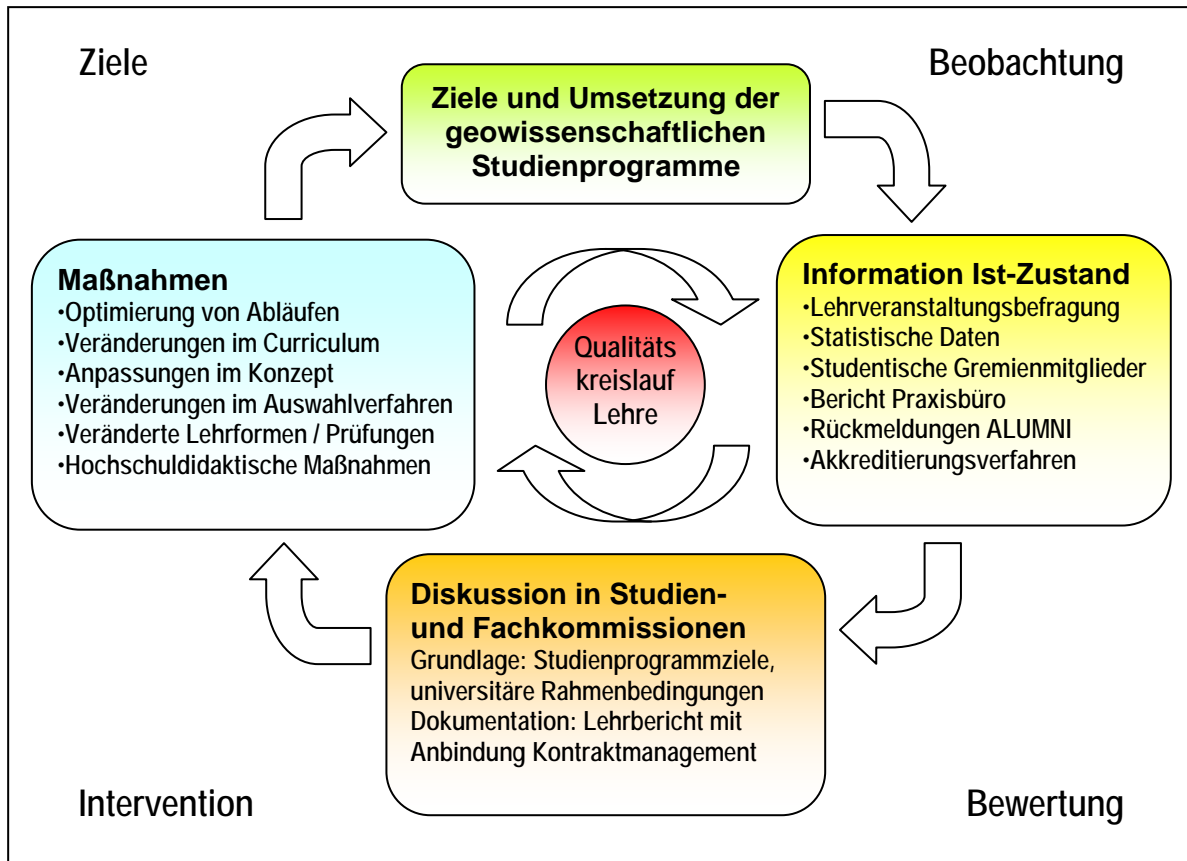 Ziele
Beobachtung
Ziele und Umsetzung der
geowissenschaftlichen
Studienprogramme
Maßnahmen
•Optimierung von Abläufen
•Veränderungen im Curriculum
•Anpassungen im Konzept
•Veränderungen im Auswahlverfahren
•Veränderte Lehrformen / Prüfungen
•Hochschuldidaktische Maßnahmen
Qualitäts
kreislauf
Lehre
Information Ist-Zustand
•Lehrveranstaltungsbefragung
•Statistische Daten
•Studentische Gremienmitglieder
•Bericht Praxisbüro
•Rückmeldungen ALUMNI
•Akkreditierungsverfahren
Diskussion in Studien-
und Fachkommissionen
Grundlage: Studienprogrammziele,
universitäre Rahmenbedingungen
Dokumentation: Lehrbericht mit
Anbindung Kontraktmanagement
Intervention
Bewertung